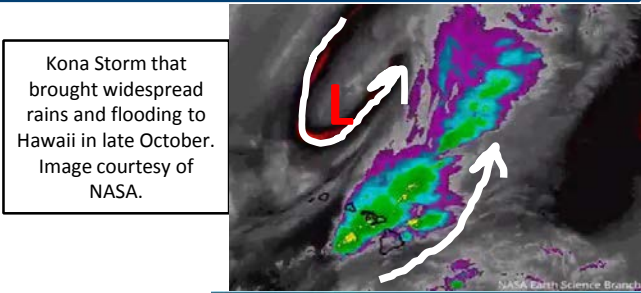 Kona Storm that
brought widespread
rains and flooding to
Hawaii in late October.
Image courtesy of
NASA.
L
NASA Earth Science Branch